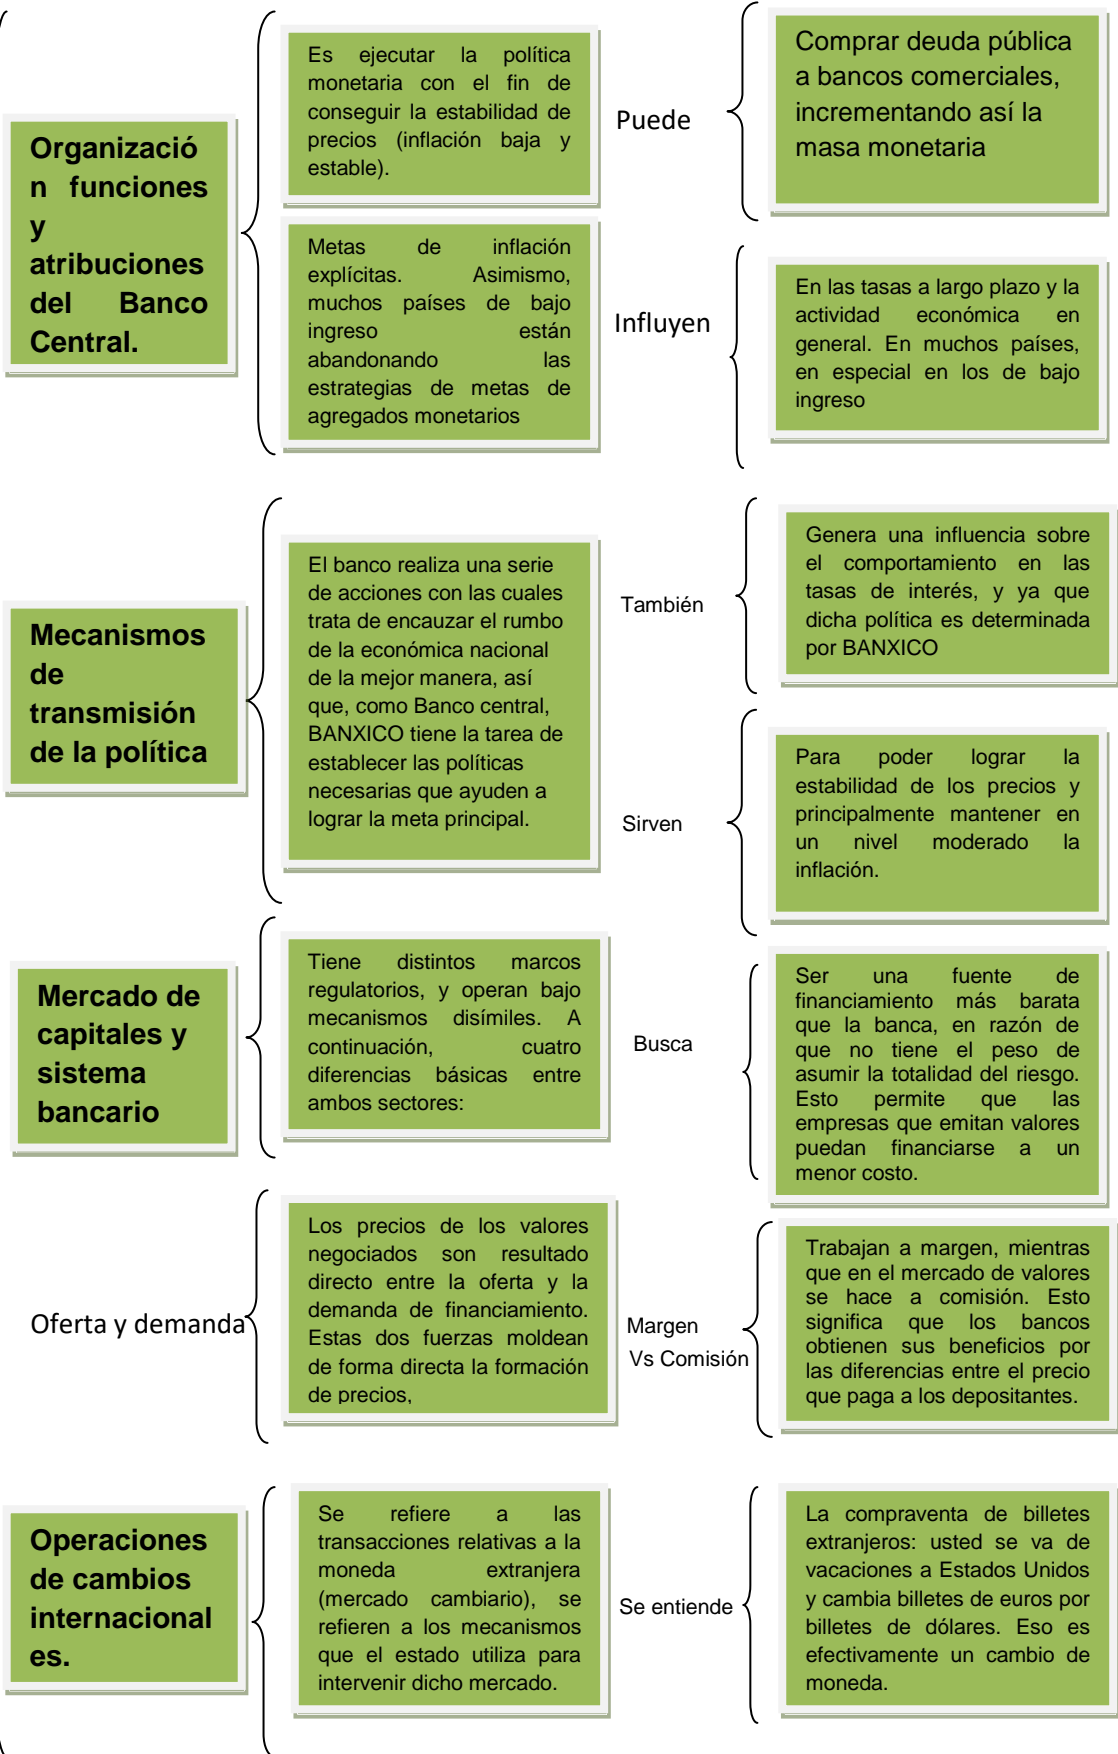 Organizació
n funciones
y
atribuciones
del Banco
Central.
Es ejecutar la política
monetaria con el fin de
conseguir la estabilidad de
precios (inflación baja y
estable).
Puede
Comprar deuda pública
a bancos comerciales,
incrementando así la
masa monetaria
Metas de inflación
explícitas. Asimismo,
muchos países de bajo
ingreso están
abandonando las
estrategias de metas de
agregados monetarios
Influyen
En las tasas a largo plazo y la
actividad económica en
general. En muchos países,
en especial en los de bajo
ingreso
Mecanismos
de
transmisión
de la política
El banco realiza una serie
de acciones con las cuales
trata de encauzar el rumbo
de la económica nacional
de la mejor manera, así
que, como Banco central,
BANXICO tiene la tarea de
establecer las políticas
necesarias que ayuden a
lograr la meta principal.
También
Genera una influencia sobre
el comportamiento en las
tasas de interés, y ya que
dicha política es determinada
por BANXICO
Sirven
Para poder lograr la
estabilidad de los precios y
principalmente mantener en
un nivel moderado la
inflación.
Mercado de
capitales y
sistema
bancario
Tiene distintos marcos
regulatorios, y operan bajo
mecanismos disímiles. A
continuación, cuatro
diferencias básicas entre
ambos sectores:
Busca
Ser una fuente de
financiamiento más barata
que la banca, en razón de
que no tiene el peso de
asumir la totalidad del riesgo.
Esto permite que las
empresas que emitan valores
puedan financiarse a un
menor costo.
Oferta y demanda
Los precios de los valores
negociados son resultado
directo entre la oferta y la
demanda de financiamiento.
Estas dos fuerzas moldean
de forma directa la formación
de precios,
Margen
Vs Comisión
Trabajan a margen, mientras
que en el mercado de valores
se hace a comisión. Esto
significa que los bancos
obtienen sus beneficios por
las diferencias entre el precio
que paga a los depositantes.
Operaciones
de cambios
internacional
es.
Se refiere a las
transacciones relativas a la
moneda extranjera
(mercado cambiario), se
refieren a los mecanismos
que el estado utiliza para
intervenir dicho mercado.
Se entiende
La compraventa de billetes
extranjeros: usted se va de
vacaciones a Estados Unidos
y cambia billetes de euros por
billetes de dólares. Eso es
efectivamente un cambio de
moneda.